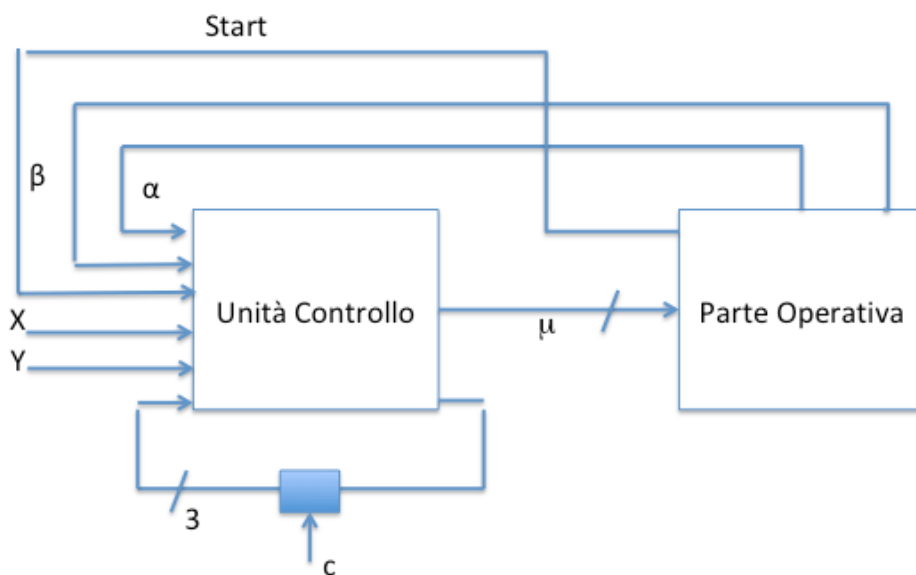 Start
β
α
Unità Controllo
μ
Parte Operativa
X
Y
3
c